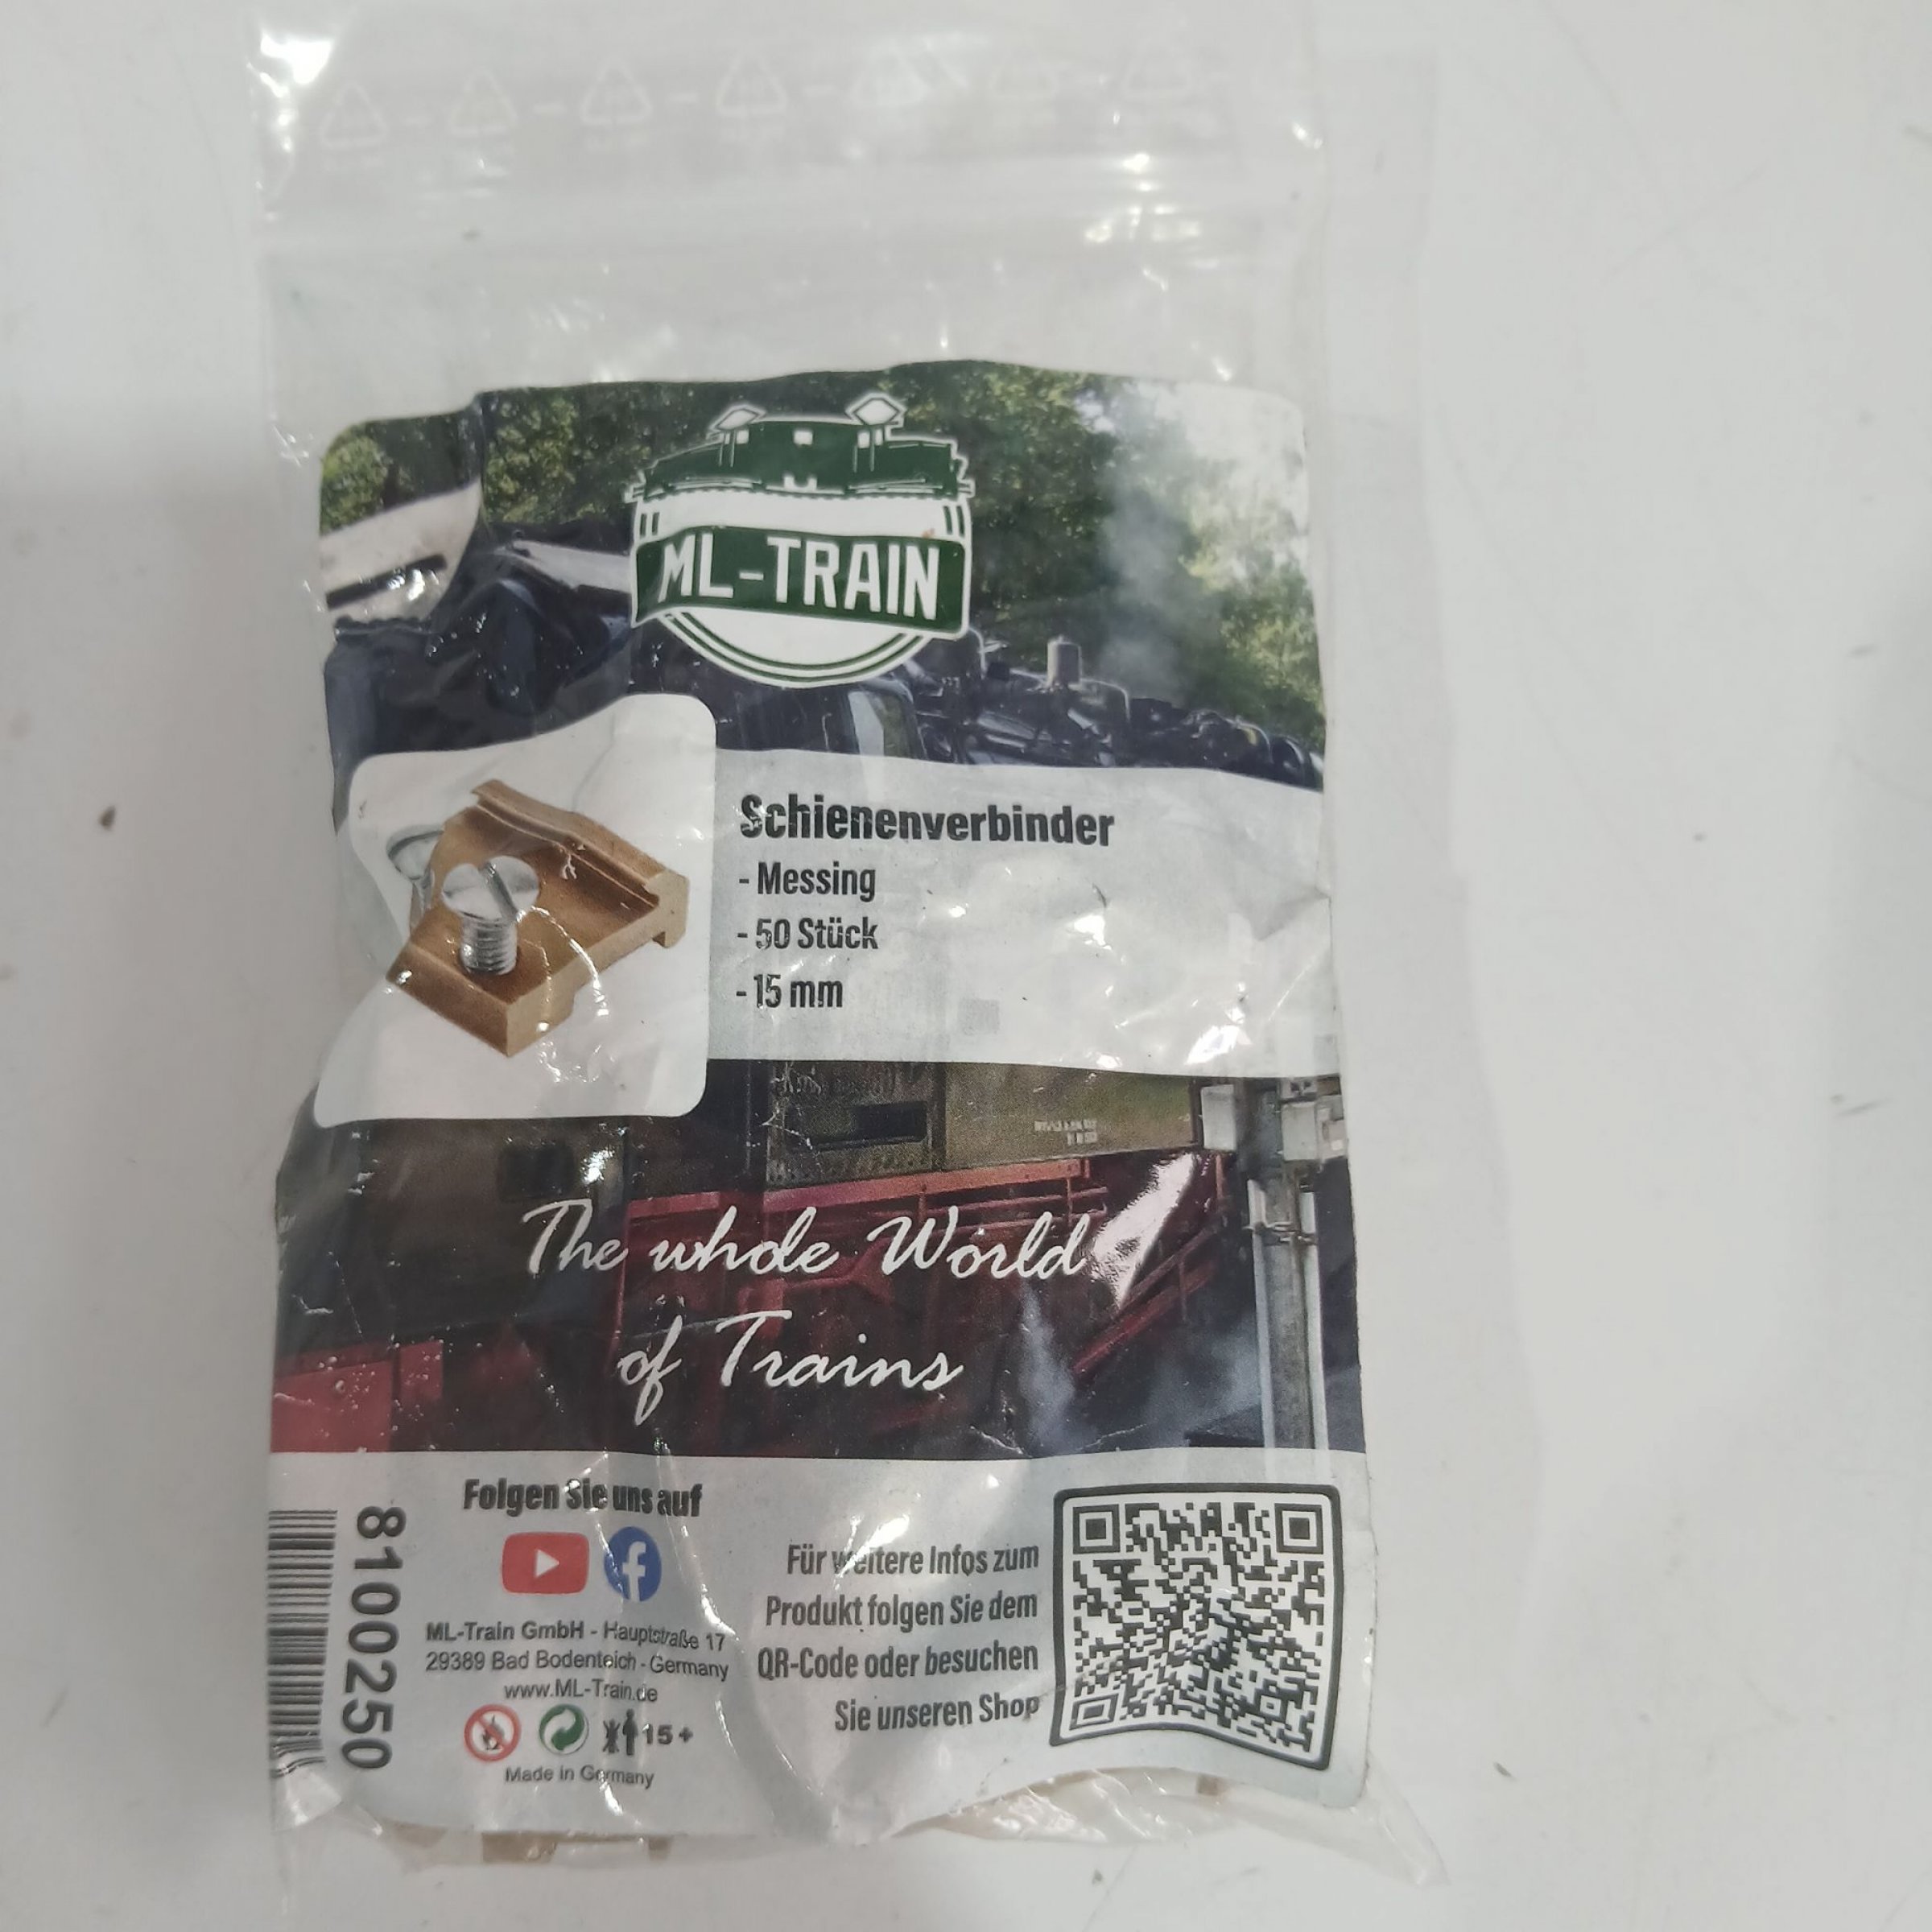 ML-TRAIN
Schienenverbinder
- Messing
- 50 Stück
- 15 mm
The whole World
of Trains
Folgen Sie uns auf
ML-Train GmbH - Hauptstraße 17
29389 Bad Bodenteich - Germany
www.ML-Train.de
15+
Made in Germany
8100250
Für weitere Infos zum
Produkt folgen Sie dem
QR-Code oder besuchen
Sie unseren Shop